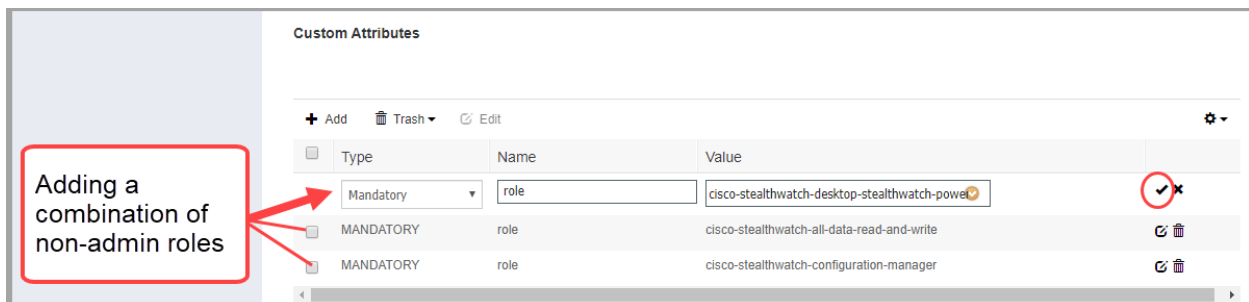 Custom Attributes
Add Trash Edit
Type Name Value
Adding a
combination of
non-admin roles
Mandatory role cisco-stealthwatch-desktop-stealthwatch-power
MANDATORY role cisco-stealthwatch-all-data-read-and-write
MANDATORY role cisco-stealthwatch-configuration-manager